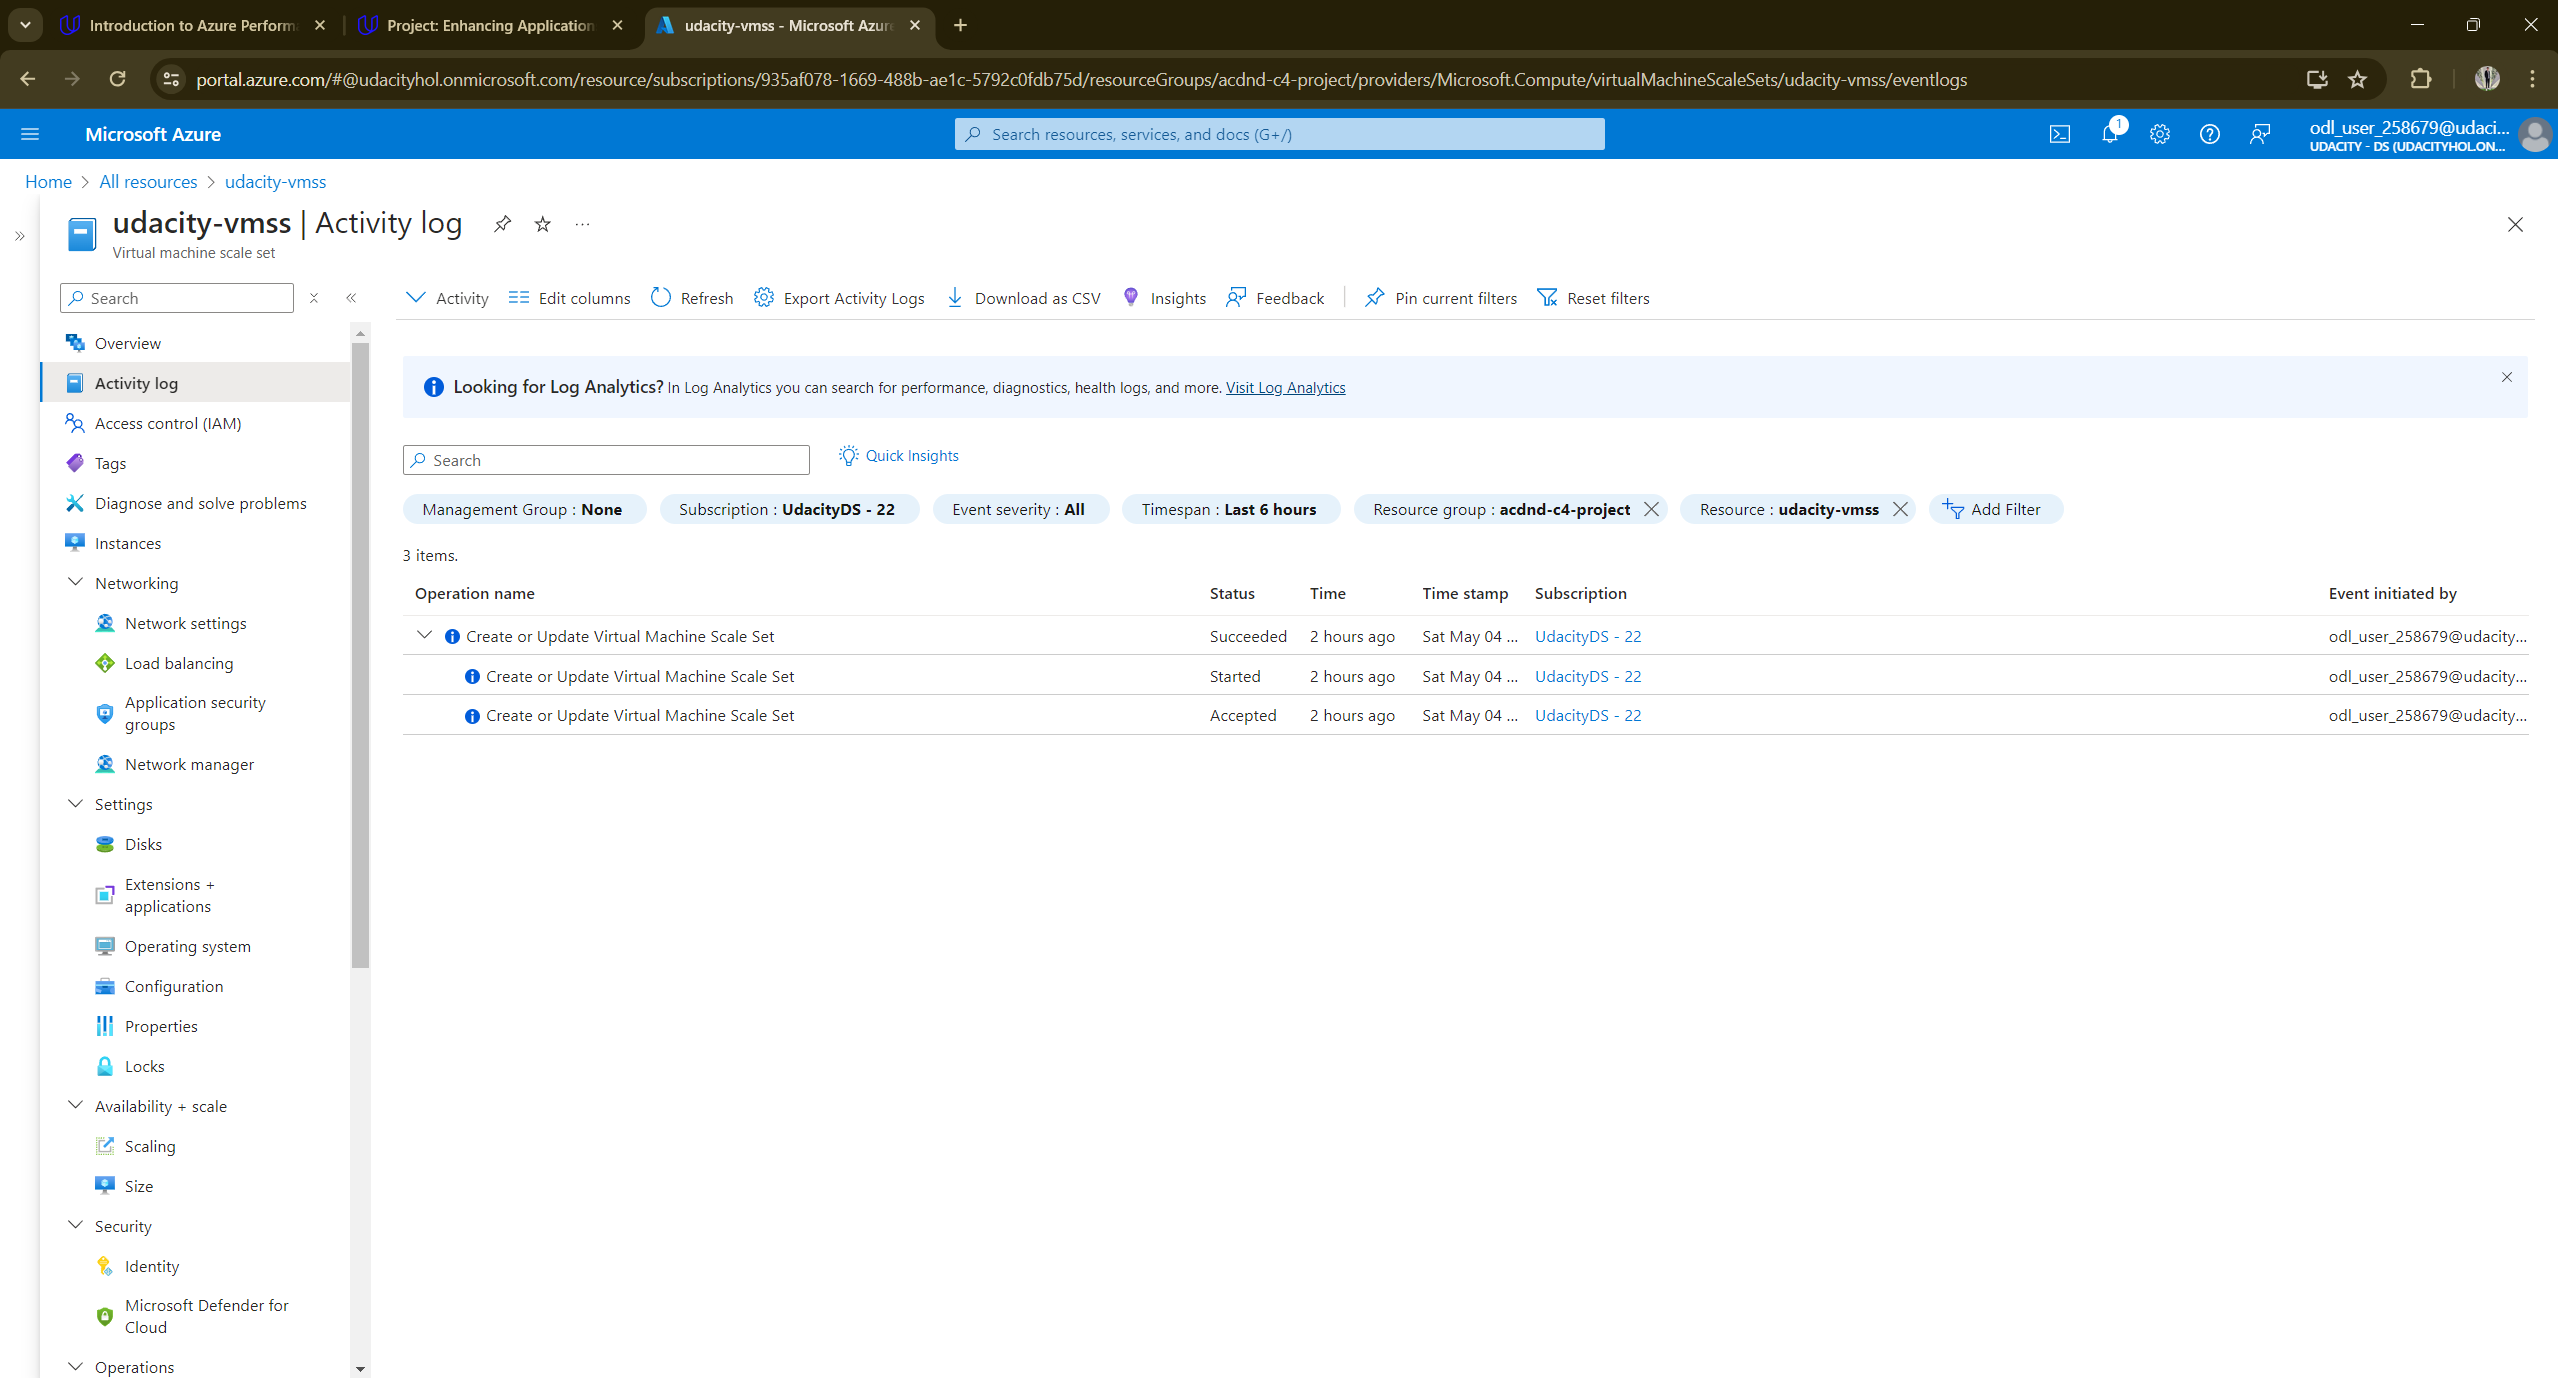 Introduction to Azure Perform
Project: Enhancing Application
udacity-vmss - Microsoft Azure
portal.azure.com/#@udacityhol.onmicrosoft.com/resource/subscriptions/935af078-1669-488b-ae1c-5792c0fdb75d/resourceGroups/acdnd-c4-project/providers/Microsoft.Compute/virtualMachineScaleSets/udacity-vmss/eventlogs
Microsoft Azure
Search resources, services, and docs (G+/)
1
odl_user_258679@udaci...
UDACITY - DS (UDACITYHOL.ON...
Home > All resources > udacity-vmss
udacity-vmss | Activity log
Virtual machine scale set
Search
Overview
Activity log
Access control (IAM)
Tags
Diagnose and solve problems
Instances
Networking
Network settings
Load balancing
Application security
groups
Network manager
Settings
Disks
Extensions +
applications
Operating system
Configuration
Properties
Locks
Availability + scale
Scaling
Size
Security
Identity
Microsoft Defender for
Cloud
Operations
Activity Edit columns Refresh Export Activity Logs Download as CSV Insights Feedback Pin current filters Reset filters
Looking for Log Analytics? In Log Analytics you can search for performance, diagnostics, health logs, and more. Visit Log Analytics
Search
Quick Insights
Management Group : None Subscription : UdacityDS - 22 Event severity : All Timespan : Last 6 hours Resource group : acdnd-c4-project Resource : udacity-vmss Add Filter
3 items.
Operation name Status Time Time stamp Subscription Event initiated by
Create or Update Virtual Machine Scale Set Succeeded 2 hours ago Sat May 04 ... UdacityDS - 22 odl_user_258679@udacity...
Create or Update Virtual Machine Scale Set Started 2 hours ago Sat May 04 ... UdacityDS - 22 odl_user_258679@udacity...
Create or Update Virtual Machine Scale Set Accepted 2 hours ago Sat May 04 ... UdacityDS - 22 odl_user_258679@udacity...